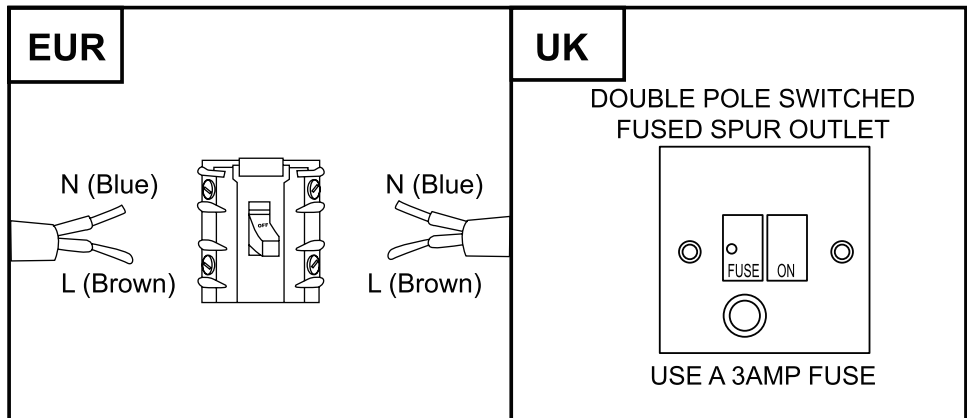 EUR
N (Blue)
L (Brown)
OFF
N (Blue)
L (Brown)
UK
DOUBLE POLE SWITCHED
FUSED SPUR OUTLET
FUSE
ON
USE A 3AMP FUSE